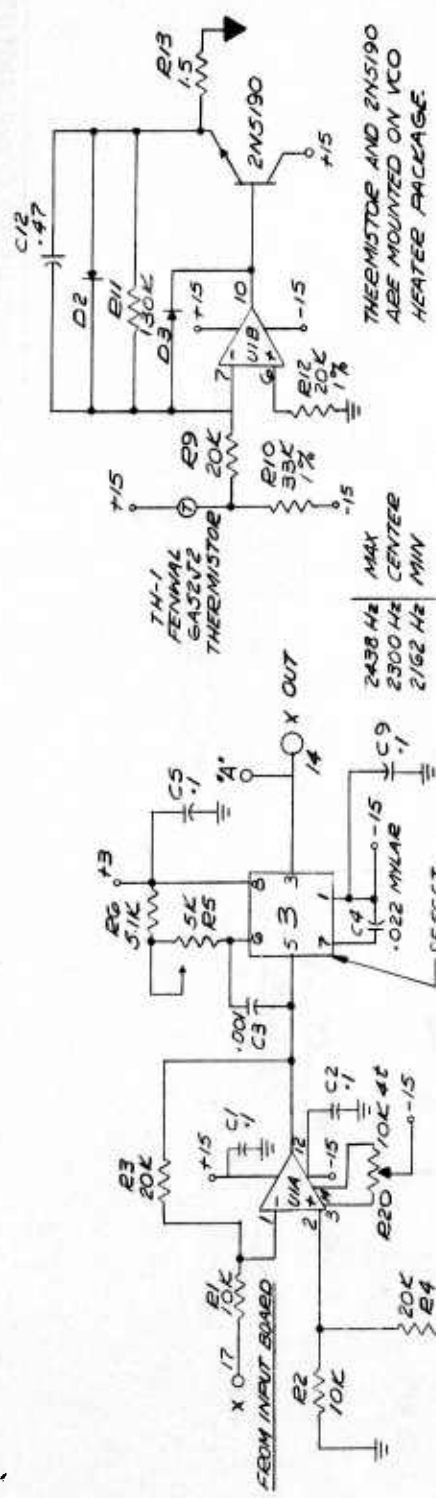 C12
.47
D2
R11
130K
D3
R13
1.5
2N5190
+15
+15
10
7
-
U1B
6
+
-15
R12
20K
1%
R9
20K
R10
33K
1%
-15
+15
TH-1
FENWAL
GA52J2
THERMISTOR
T
THERMISTOR AND 2N5190
ARE MOUNTED ON VCO
HEATER PACKAGE.
2438 Hz MAX
2300 Hz CENTER
2162 Hz MIN
+3
R6
5.1K
C5
.1
5K
R5
6
8
3
5
3
7
1
.001
C3
"A"
X OUT
14
C9
.1
-15
C4
.022 MYLAR
R3
20K
R1
10K
X
17
FROM INPUT BOARD
+15
C1
.1
1
-
U1A
12
2
+
3
14
-15
C2
.1
10K 4t
R20
-15
R2
10K
20K
R4